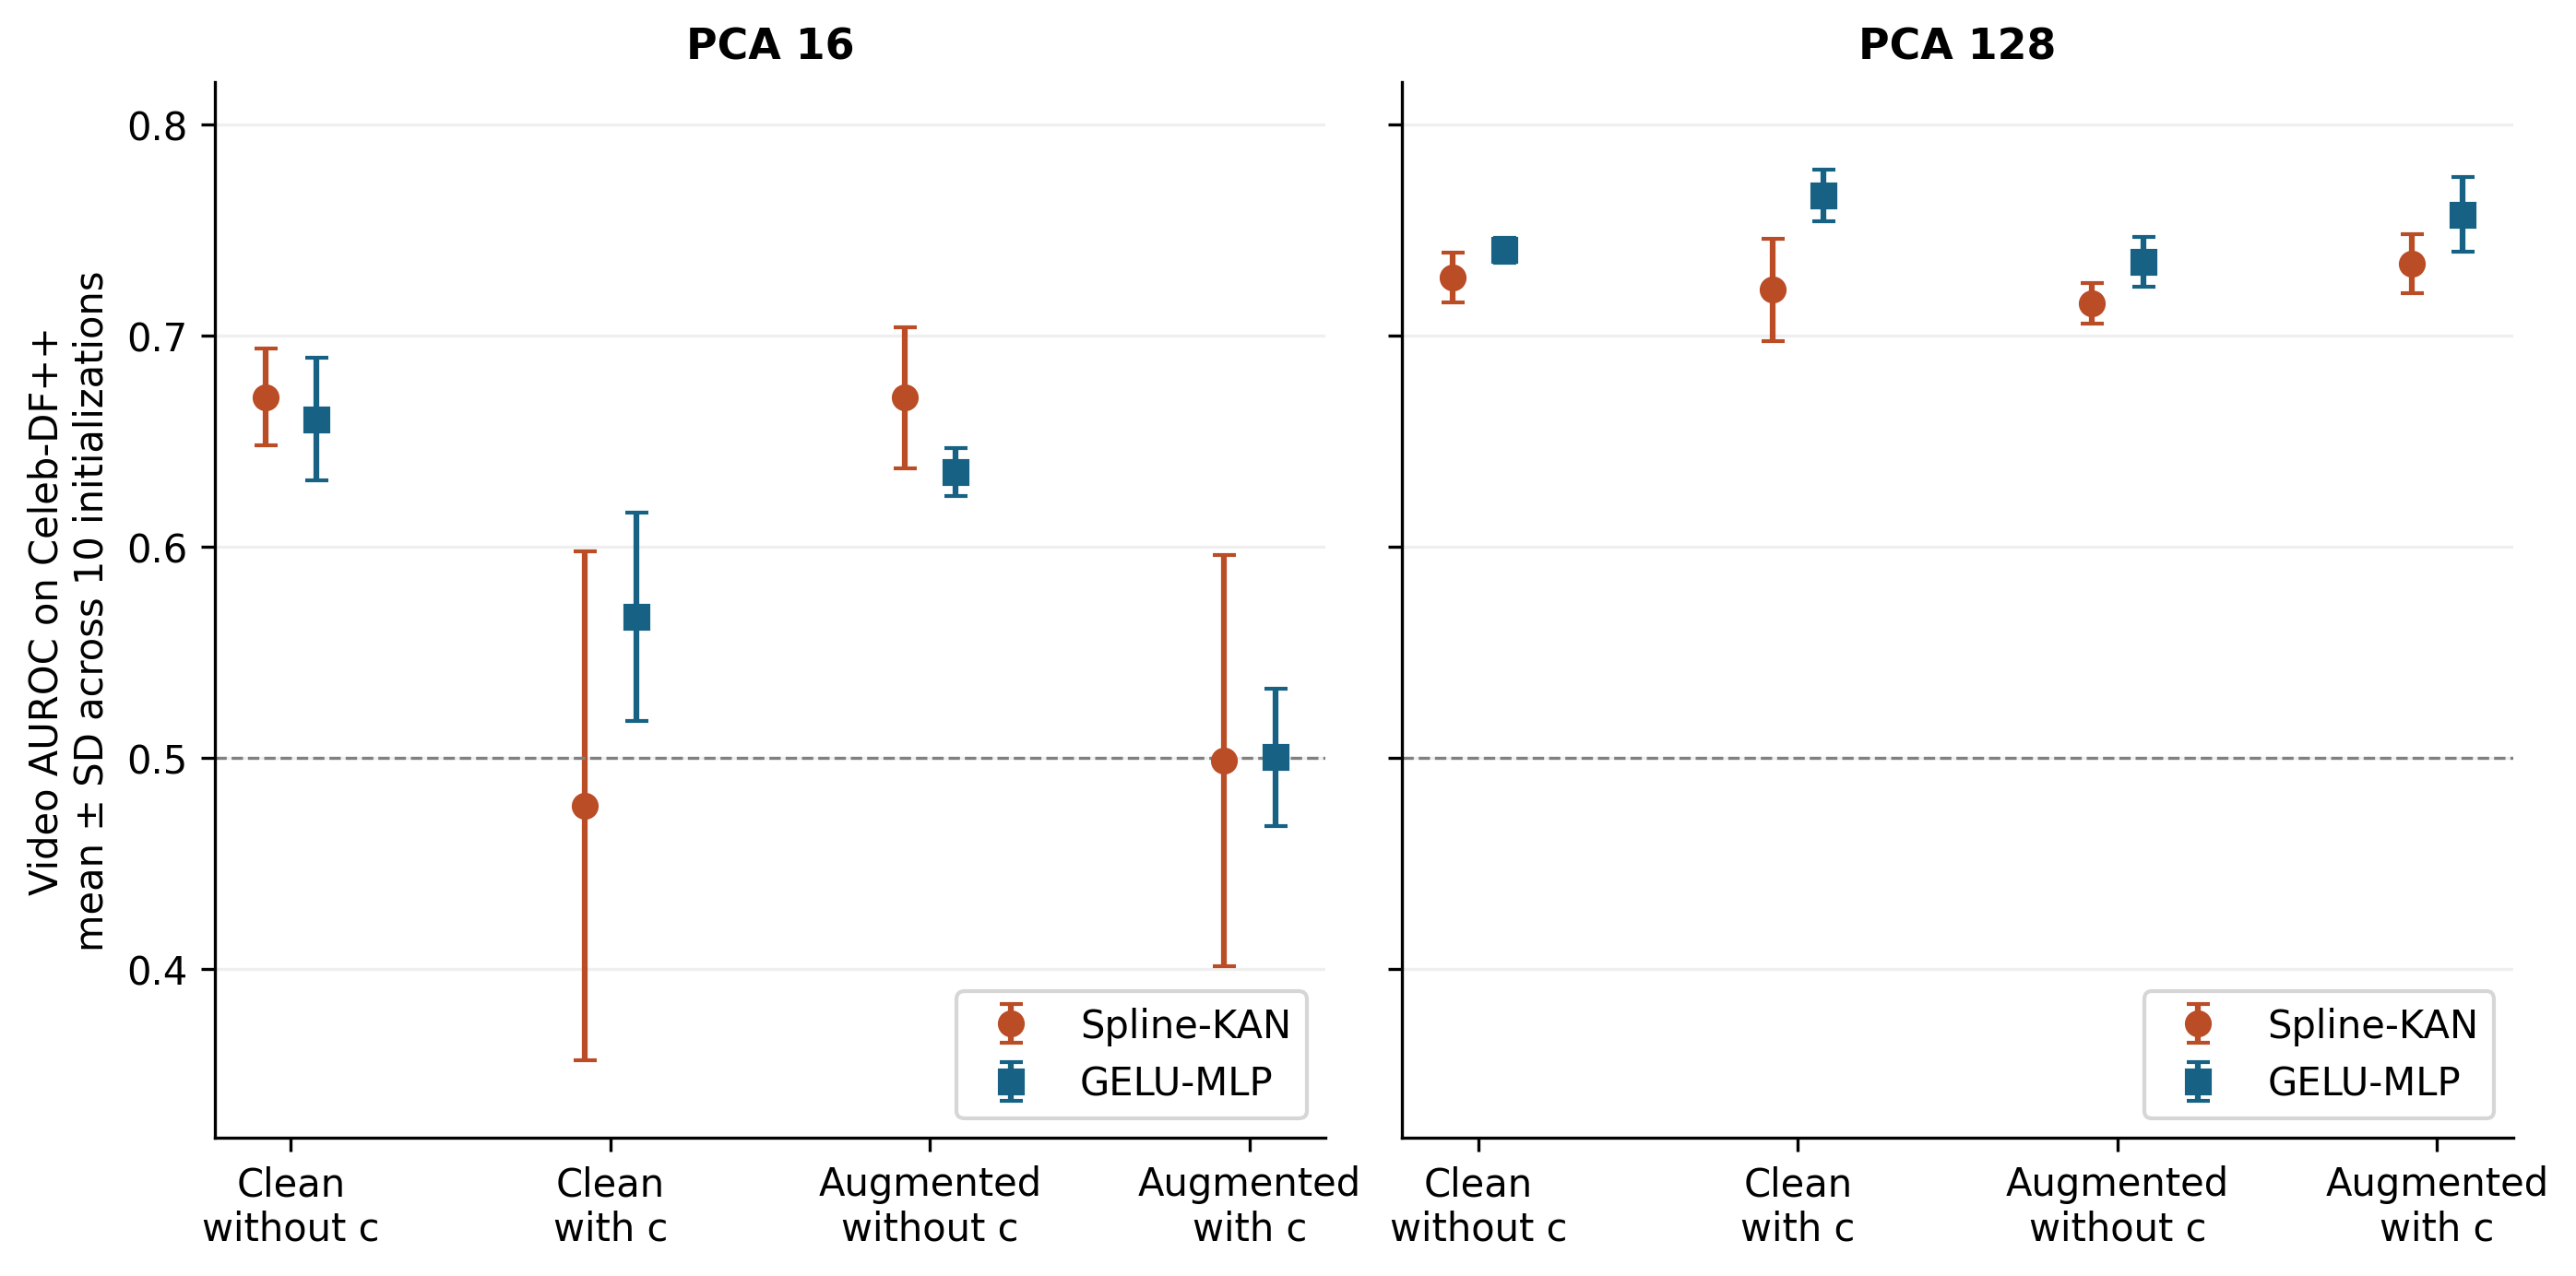 PCA 16
PCA 128
Video AUROC on Celeb-DF++
mean ± SD across 10 initializations
0.8
0.7
0.6
0.5
0.4
Spline-KAN
GELU-MLP
Spline-KAN
GELU-MLP
Clean
without c
Clean
with c
Augmented
without c
Augmented
with c
Clean
without c
Clean
with c
Augmented
without c
Augmented
with c